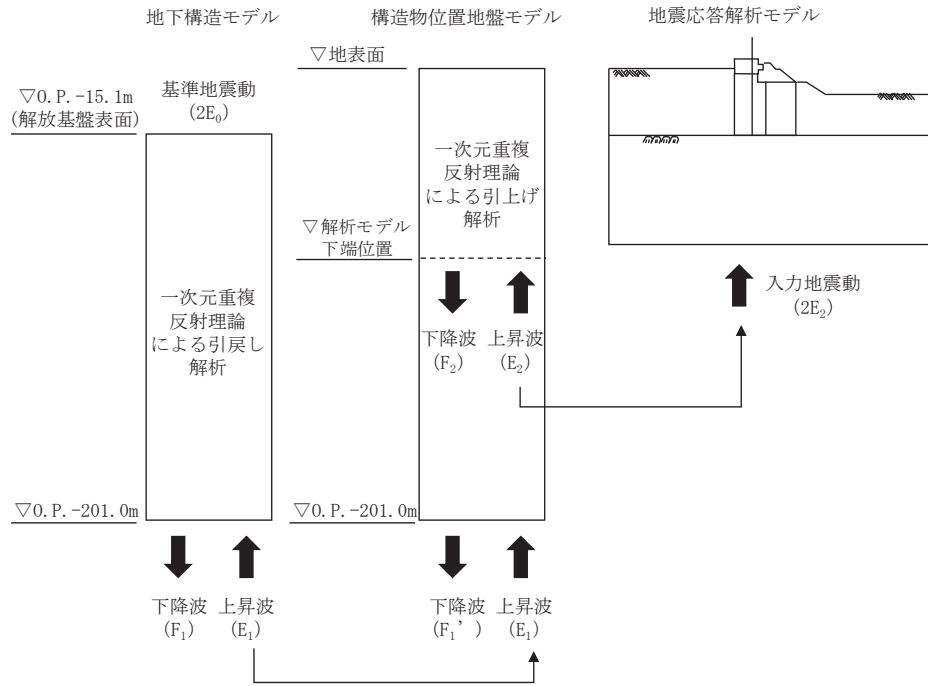 地下構造モデル
▽O.P.-15.1m
(解放基盤表面)
基準地震動
(2E₀)
一次元重複
反射理論
による引戻し
解析
▽O.P.-201.0m
下降波
(F₁)
上昇波
(E₁)
構造物位置地盤モデル
▽地表面
一次元重複
反射理論
による引上げ
解析
▽解析モデル
下端位置
下降波
(F₂)
上昇波
(E₂)
▽O.P.-201.0m
下降波
(F₁’)
上昇波
(E₁)
地震応答解析モデル
入力地震動
(2E₂)